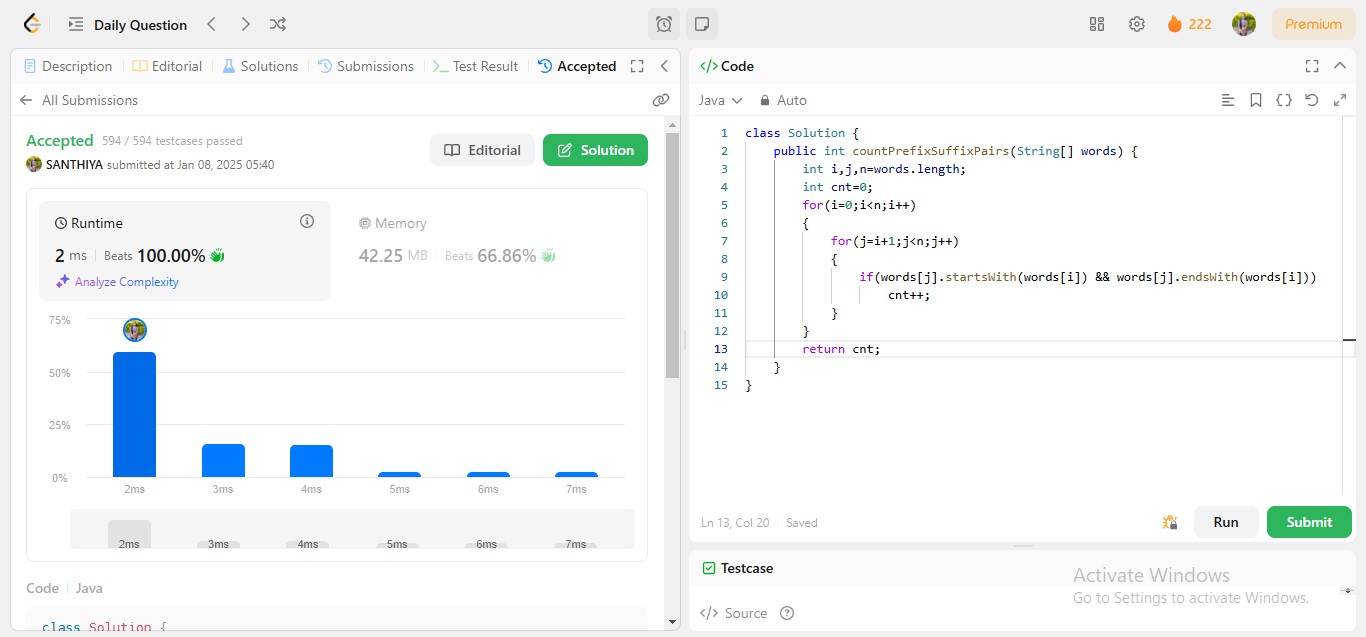 Daily Question
222
Premium
Description
Editorial
Solutions
Submissions
Test Result
Accepted
All Submissions
Accepted 594 / 594 testcases passed
SANTHIYA submitted at Jan 08, 2025 05:40
Editorial
Solution
Runtime
2 ms Beats 100.00%
Analyze Complexity
Memory
42.25 MB Beats 66.86%
75%
50%
25%
0%
2ms 3ms 4ms 5ms 6ms 7ms
2ms 3ms 4ms 5ms 6ms 7ms
Code Java
class Solution {
</> Code
Java Auto
1 class Solution {
2 public int countPrefixSuffixPairs(String[] words) {
3 int i,j,n=words.length;
4 int cnt=0;
5 for(i=0;i<n;i++)
6 {
7 for(j=i+1;j<n;j++)
8 {
9 if(words[j].startsWith(words[i]) && words[j].endsWith(words[i]))
10 cnt++;
11 }
12 }
13 return cnt;
14 }
15 }
Ln 13, Col 20 Saved
Run
Submit
Testcase
</> Source ?
Activate Windows
Go to Settings to activate Windows.